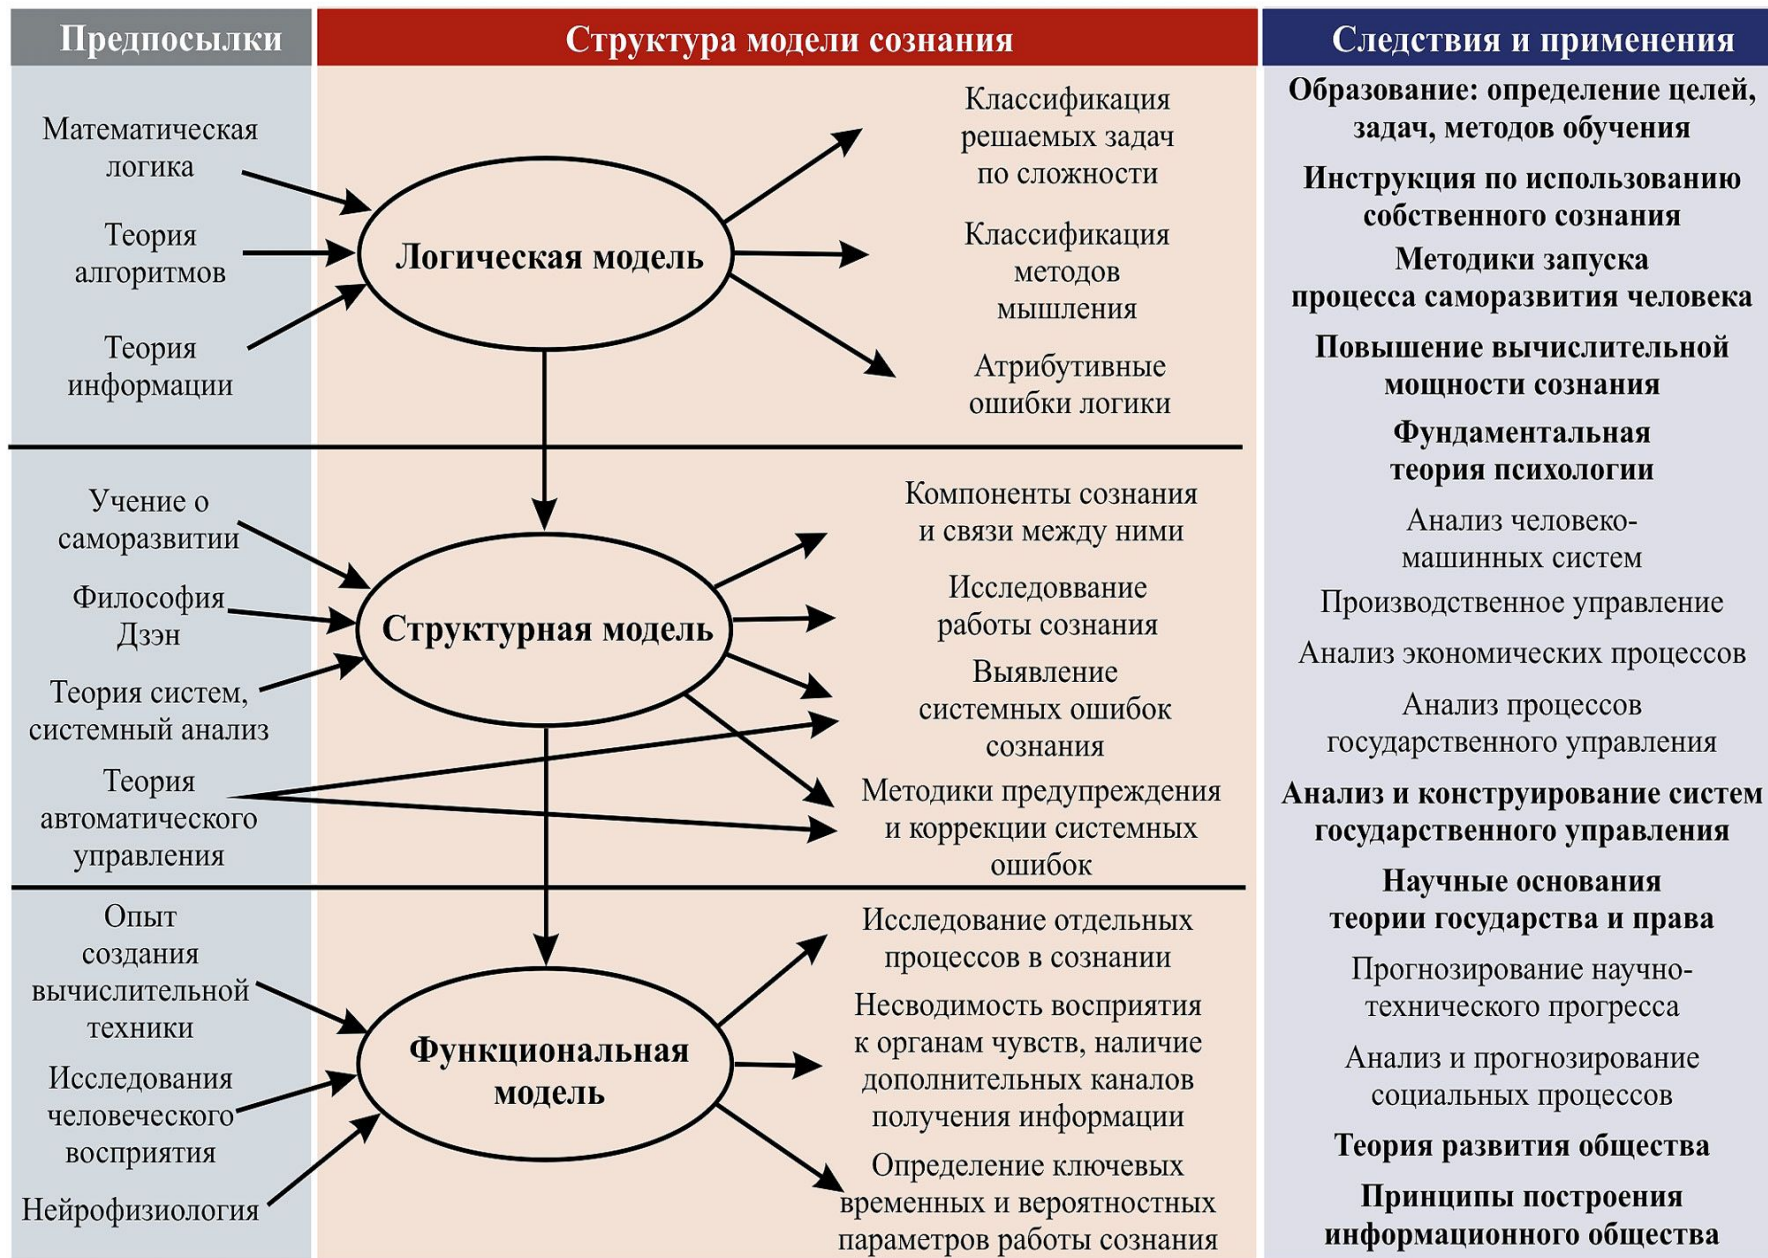 Предпосылки
Математическая
логика
Теория
алгоритмов
Теория
информации
Учение о
саморазвитии
Философия
Дзэн
Теория систем,
системный анализ
Теория
автоматического
управления
Опыт
создания
вычислительной
техники
Исследования
человеческого
восприятия
Нейрофизиология
Структура модели сознания
Логическая модель
Классификация
решаемых задач
по сложности
Классификация
методов
мышления
Атрибутивные
ошибки логики
Структурная модель
Компоненты сознания
и связи между ними
Исследоввание
работы сознания
Выявление
системных ошибок
сознания
Методики предупреждения
и коррекции системных
ошибок
Функциональная
модель
Исследование отдельных
процессов в сознании
Несводимость восприятия
к органам чувств, наличие
дополнительных каналов
получения информации
Определение ключевых
временных и вероятностных
параметров работы сознания
Следствия и применения
Образование: определение целей,
задач, методов обучения
Инструкция по использованию
собственного сознания
Методики запуска
процесса саморазвития человека
Повышение вычислительной
мощности сознания
Фундаментальная
теория психологии
Анализ человеко-
машинных систем
Производственное управление
Анализ экономических процессов
Анализ процессов
государственного управления
Анализ и конструирование систем
государственного управления
Научные основания
теории государства и права
Прогнозирование научно-
технического прогресса
Анализ и прогнозирование
социальных процессов
Теория развития общества
Принципы построения
информационного общества